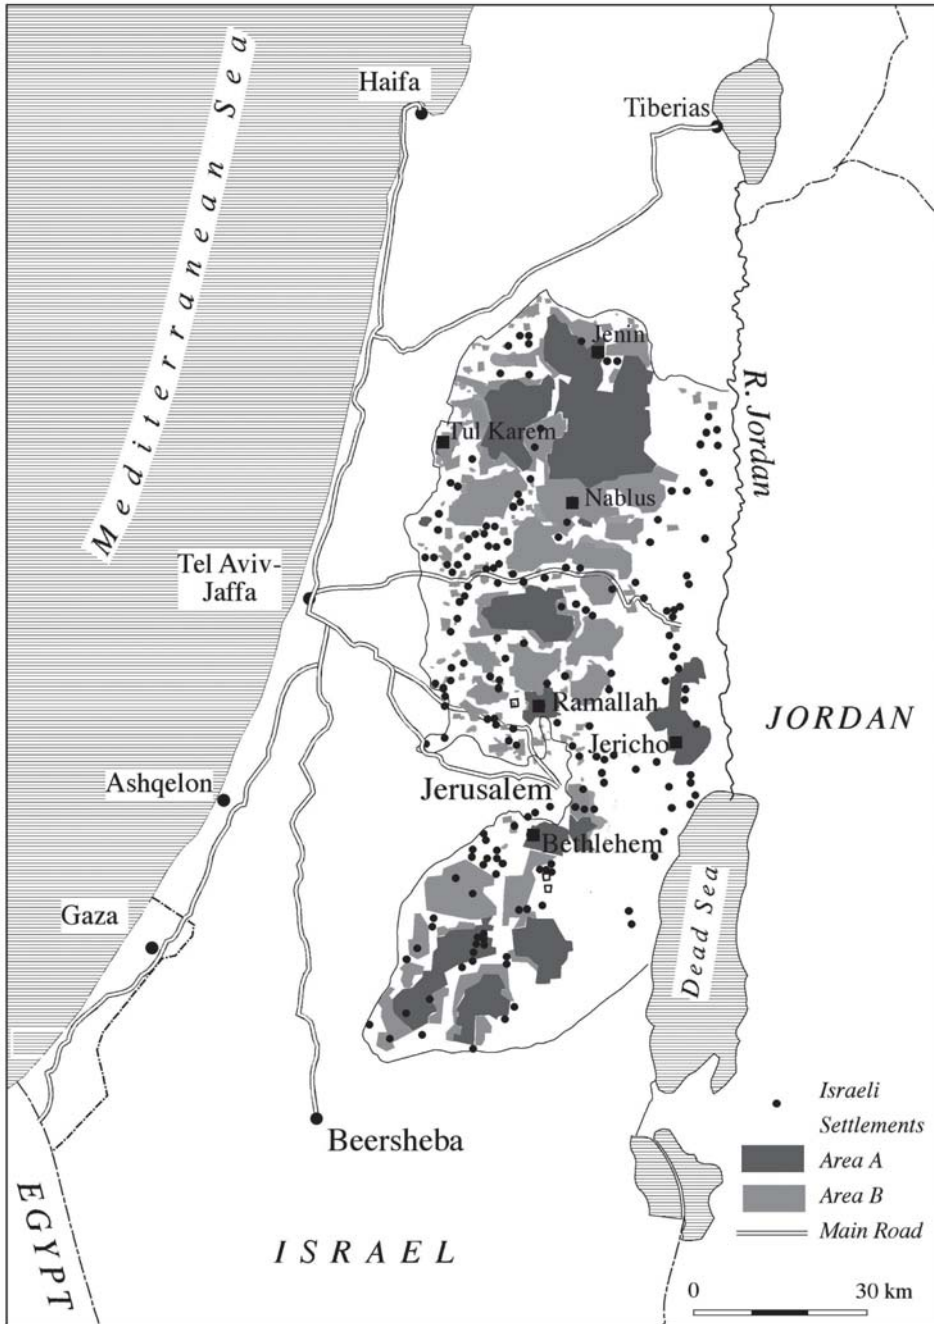 Mediterranean Sea
Haifa
Tiberias
Jenin
R. Jordan
Tul Karem
Nablus
Tel Aviv-
Jaffa
Ramallah
JORDAN
Jericho
Ashqelon
Jerusalem
Bethlehem
Gaza
Dead Sea
Beersheba
EGYPT
ISRAEL
Israeli
Settlements
Area A
Area B
Main Road
0 30 km